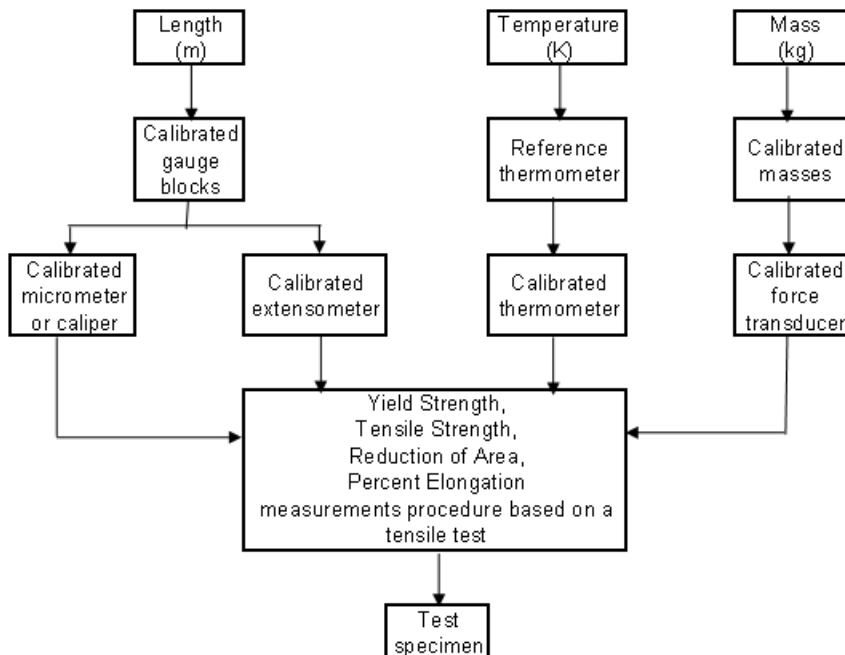 Length
(m)
Temperature
(K)
Mass
(kg)
Calibrated
gauge
blocks
Reference
thermometer
Calibrated
masses
Calibrated
micrometer
or caliper
Calibrated
extensometer
Calibrated
thermometer
Calibrated
force
transducer
Yield Strength,
Tensile Strength,
Reduction of Area,
Percent Elongation
measurements procedure based on a
tensile test
Test
specimen